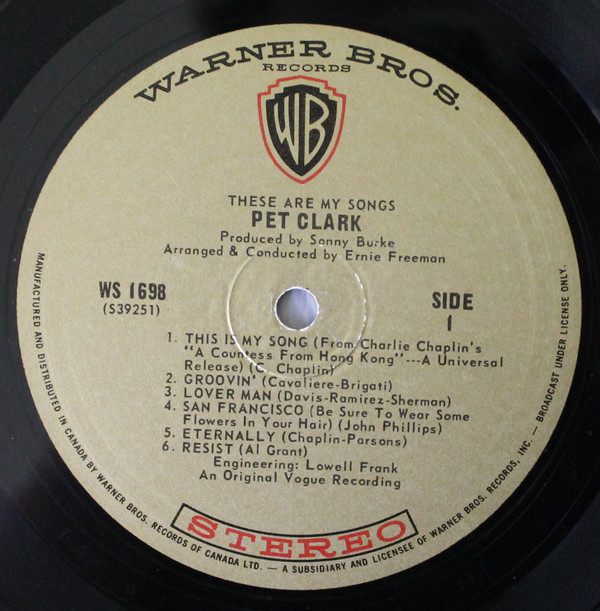 WARNER BROS.
RECORDS
WB
THESE ARE MY SONGS
PET CLARK
Produced by Sonny Burke
Arranged & Conducted by Ernie Freeman
WS 1698
(S39251)
SIDE
1
1. THIS IS MY SONG (From Charlie Chaplin's
"A Countess From Hong Kong"---A Universal
Release) (C. Chaplin)
2. GROOVIN' (Cavaliere-Brigati)
3. LOVER MAN (Davis-Ramirez-Sherman)
4. SAN FRANCISCO (Be Sure To Wear Some
Flowers In Your Hair) (John Phillips)
5. ETERNALLY (Chaplin-Parsons)
6. RESIST (Al Grant)
Engineering: Lowell Frank
An Original Vogue Recording
STEREO
MANUFACTURED AND DISTRIBUTED IN CANADA BY WARNER BROS. RECORDS OF CANADA LTD. — A SUBSIDIARY AND LICENSEE OF WARNER BROS. RECORDS, INC. — BROADCAST UNDER LICENSE ONLY.